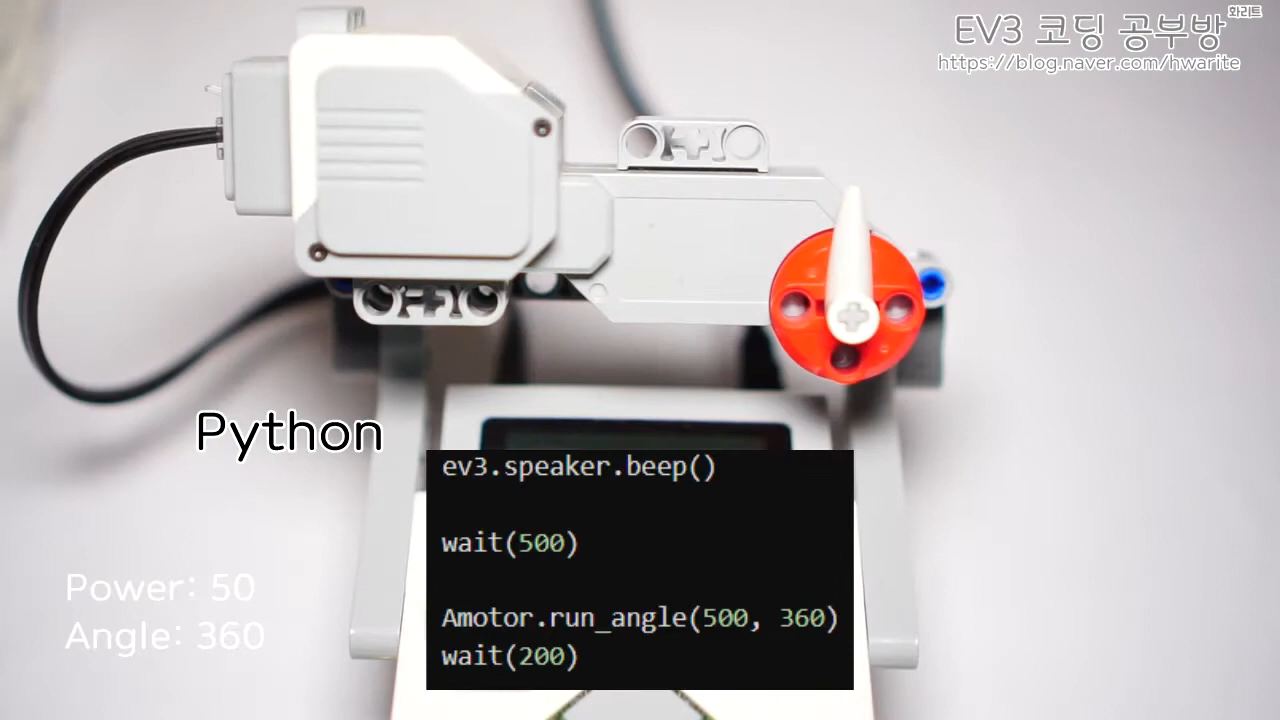 화리트
EV3 코딩 공부방
https://blog.naver.com/hwarite
Python
ev3.speaker.beep()
wait(500)
Amotor.run_angle(500, 360)
wait(200)
Power: 50
Angle: 360